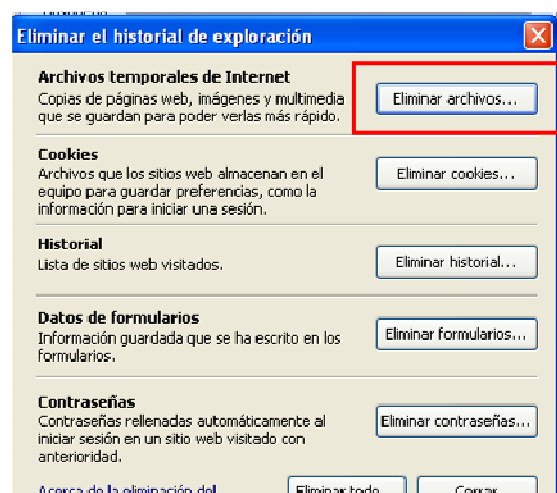 Eliminar el historial de exploración
Archivos temporales de Internet
Copias de páginas web, imágenes y multimedia
que se guardan para poder verlas más rápido.
Eliminar archivos...
Cookies
Archivos que los sitios web almacenan en el
equipo para guardar preferencias, como la
información para iniciar una sesión.
Eliminar cookies...
Historial
Lista de sitios web visitados.
Eliminar historial...
Datos de formularios
Información guardada que se ha escrito en los
formularios.
Eliminar formularios...
Contraseñas
Contraseñas rellenadas automáticamente al
iniciar sesión en un sitio web visitado con
anterioridad.
Eliminar contraseñas...
Acerca de la eliminación del
Eliminar todo...
Cerrar